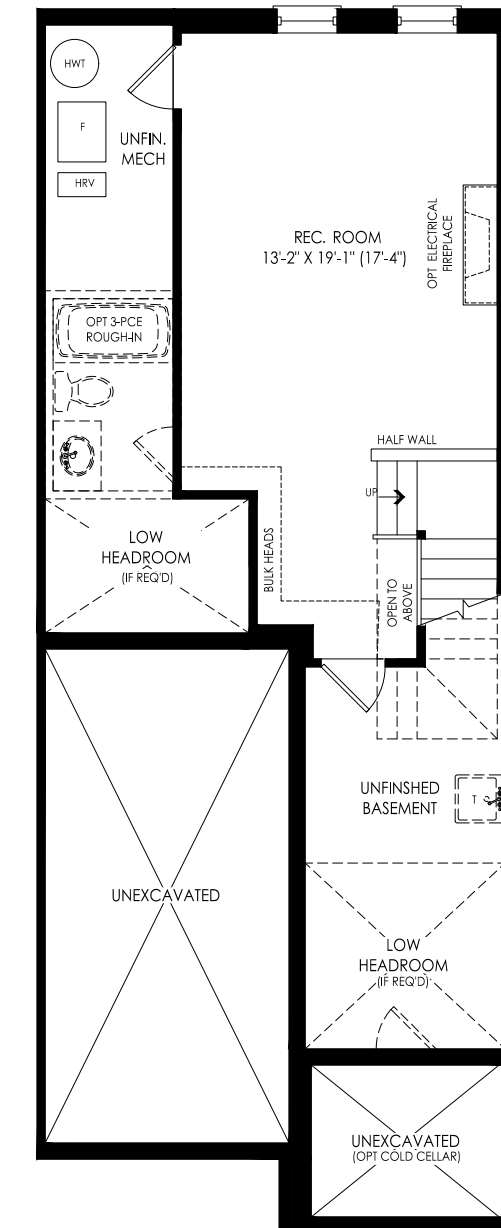 HWT
F
UNFIN.
MECH
HRV
REC. ROOM
13'-2" X 19'-1" (17'-4")
OPT ELECTRICAL
FIREPLACE
OPT 3-PCE
ROUGH-IN
HALF WALL
UP
LOW
HEADROOM
(IF REQ'D)
BULK HEADS
OPEN TO
ABOVE
UNFINSHED
BASEMENT
T
UNEXCAVATED
LOW
HEADROOM
(IF REQ'D)
UNEXCAVATED
(OPT COLD CELLAR)